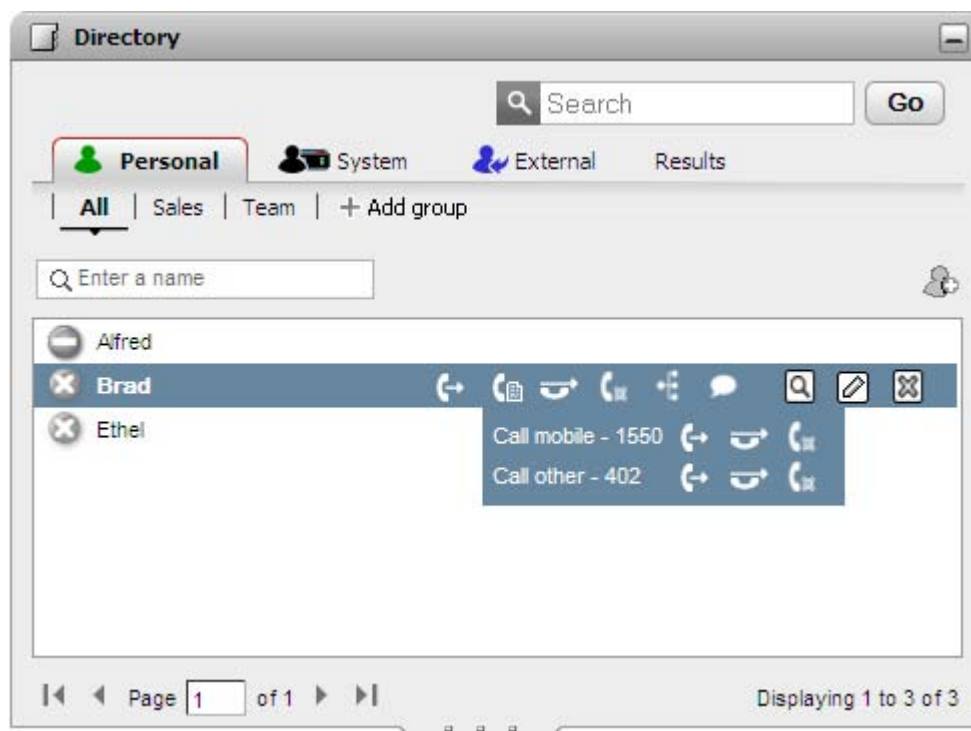 Directory
Search Go
Personal System External Results
All | Sales | Team | + Add group
Enter a name
Alfred
Brad
Ethel
Call mobile - 1550
Call other - 402
Page 1 of 1 Displaying 1 to 3 of 3